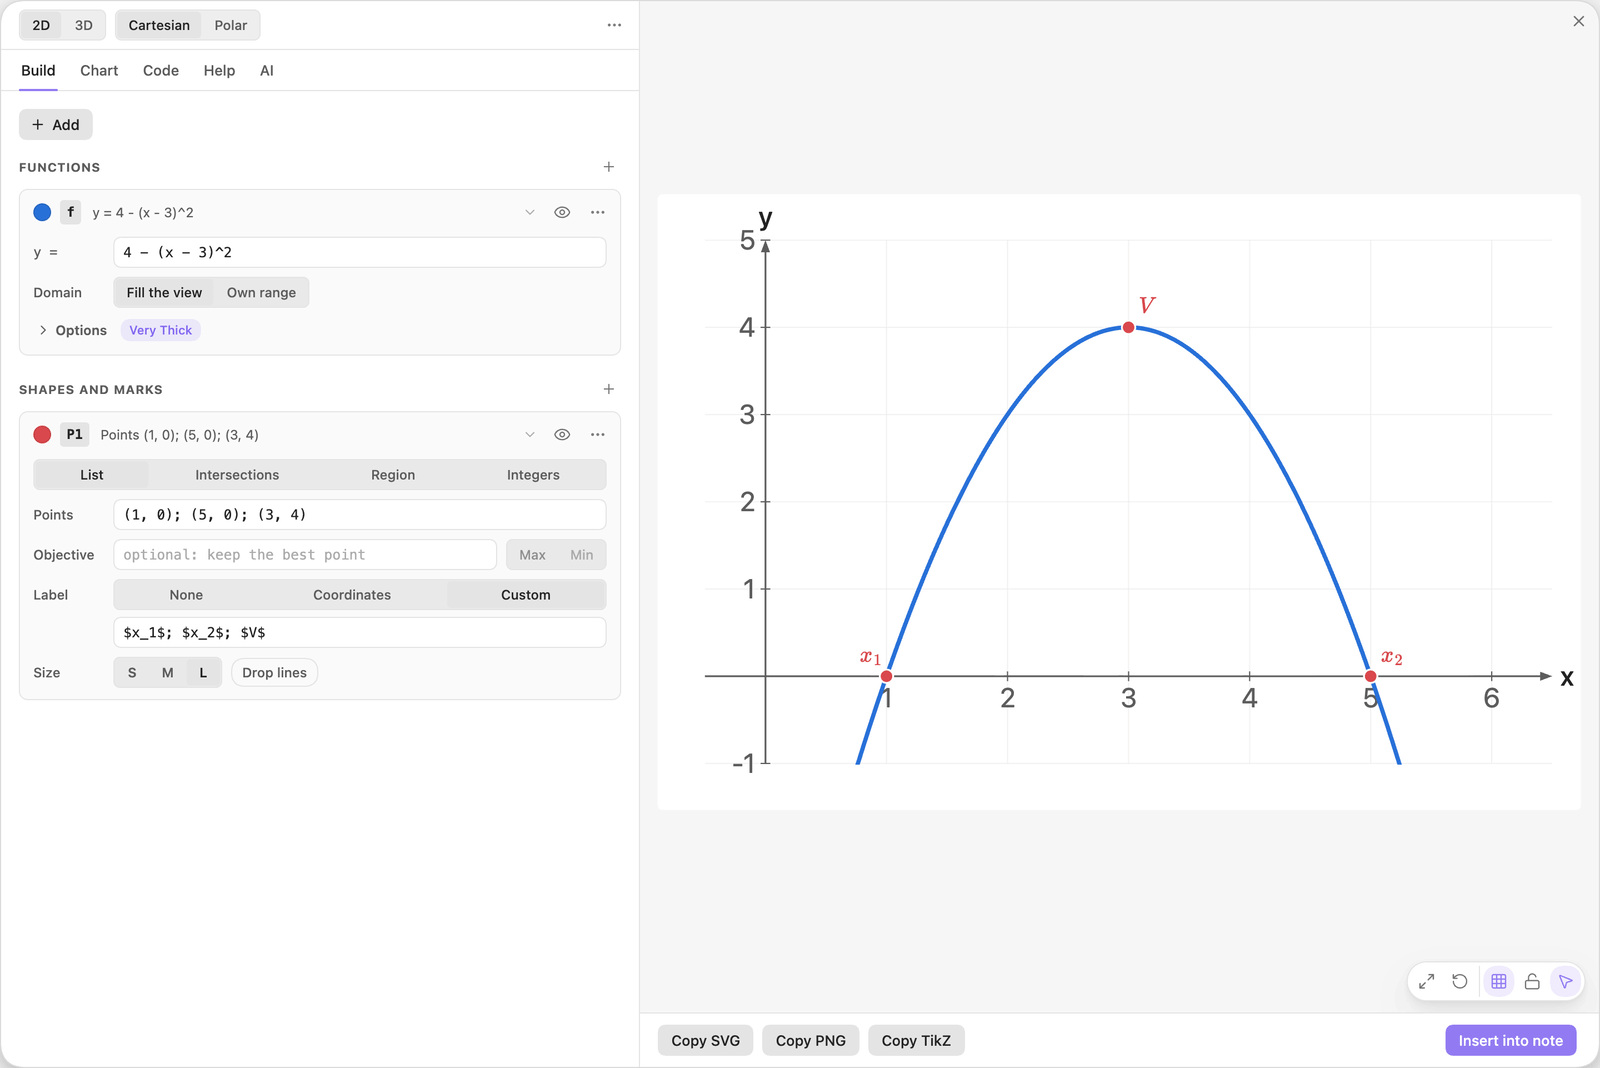 2D 3D Cartesian Polar
Build Chart Code Help AI
+ Add
FUNCTIONS
f y = 4 - (x - 3)^2
y = 4 - (x - 3)^2
Domain Fill the view Own range
Options Very Thick
SHAPES AND MARKS
P1 Points (1, 0); (5, 0); (3, 4)
List Intersections Region Integers
Points (1, 0); (5, 0); (3, 4)
Objective optional: keep the best point Max Min
Label None Coordinates Custom
$x_1$; $x_2$; $V$
Size S M L Drop lines
y
5
V
4
3
2
1
x₁ x₂
x
1 2 3 4 5 6
-1
Copy SVG Copy PNG Copy TikZ Insert into note